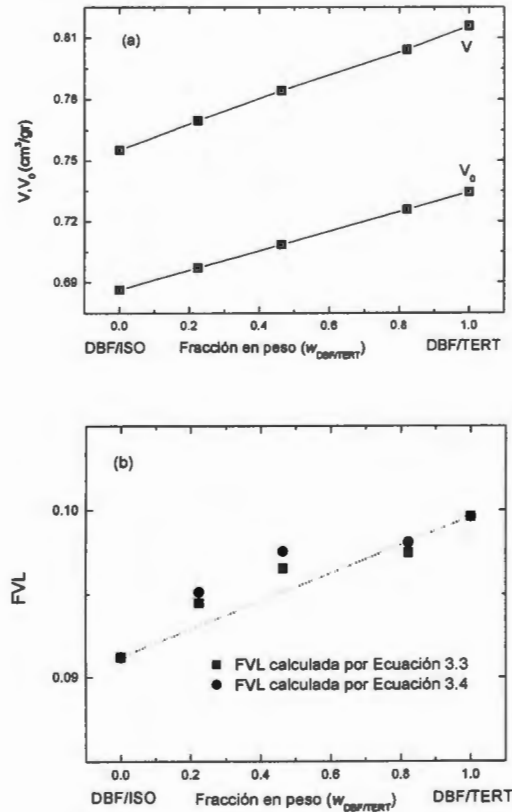 (a)
0.81
0.78
0.75
0.72
0.69
V,V₀ (cm³/gr)
V
V₀
0.0
0.2
0.4
0.6
0.8
1.0
DBF/ISO
Fracción en peso (w_DBF/TERT)
DBF/TERT
(b)
0.10
0.09
FVL
FVL calculada por Ecuación 3.3
FVL calculada por Ecuación 3.4
0.0
0.2
0.4
0.6
0.8
1.0
DBF/ISO
Fracción en peso (w_DBF/TERT)
DBF/TERT